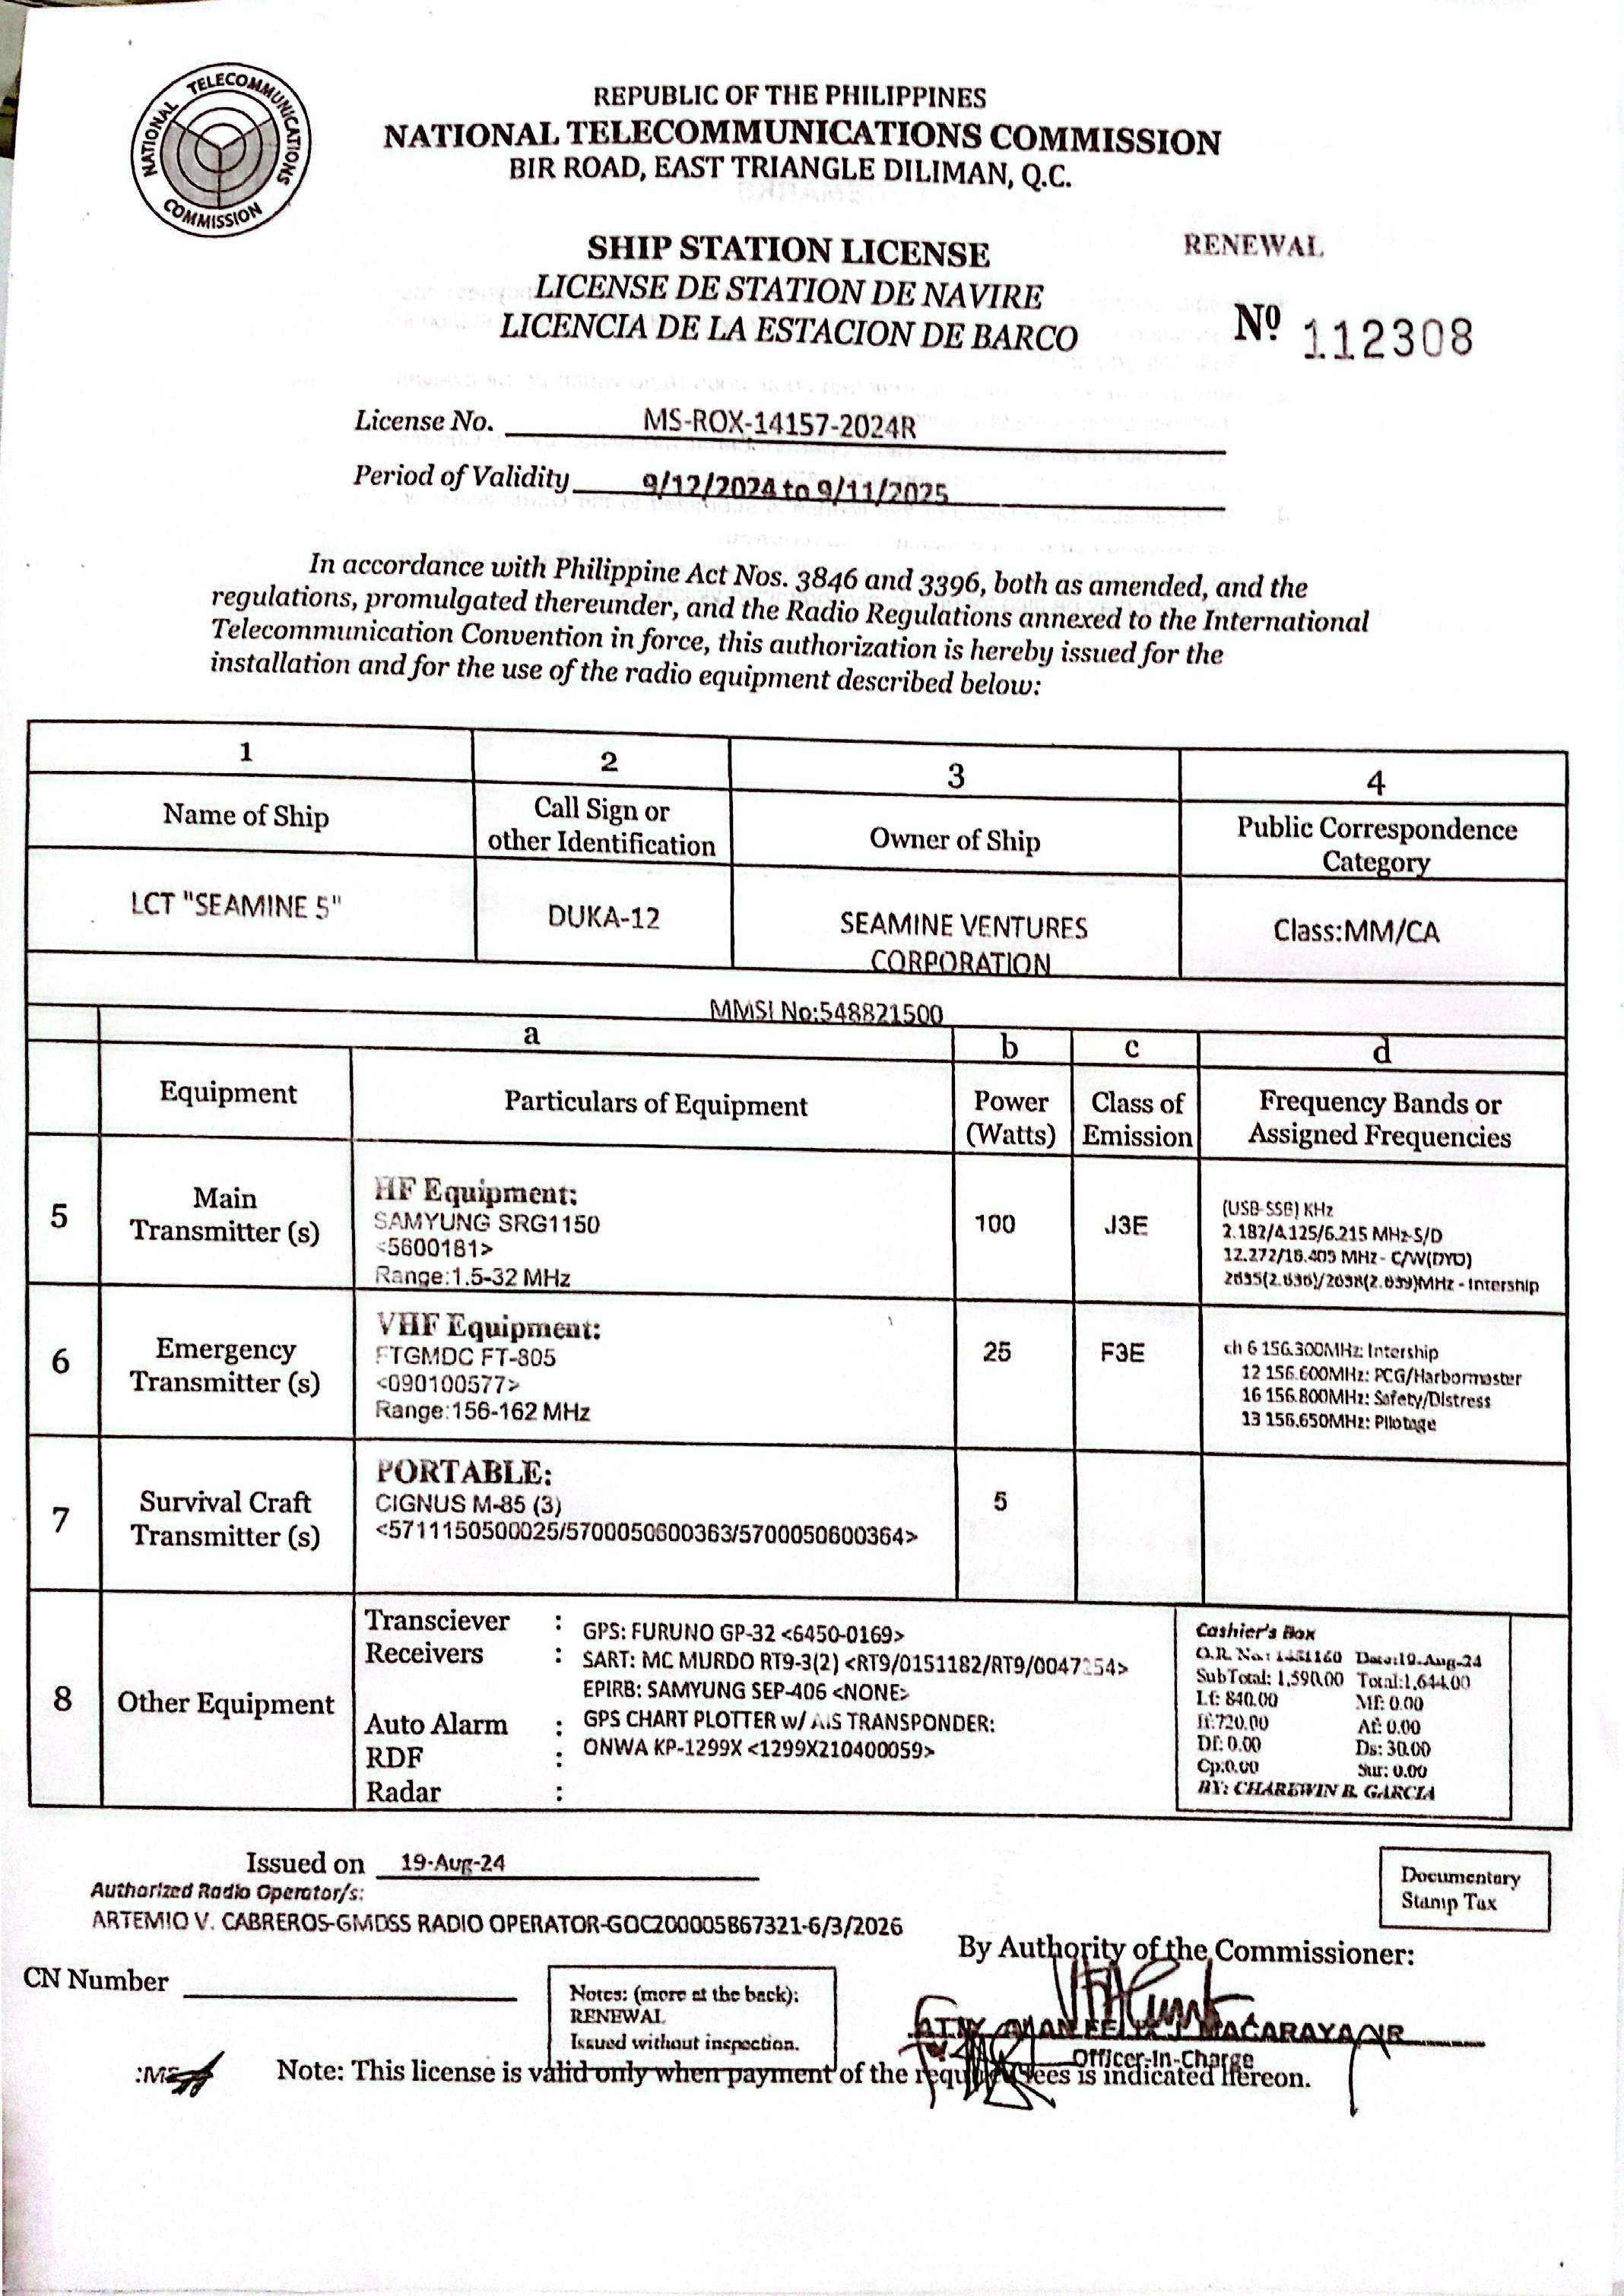 NATIONAL TELECOMMUNICATIONS COMMISSION
REPUBLIC OF THE PHILIPPINES
NATIONAL TELECOMMUNICATIONS COMMISSION
BIR ROAD, EAST TRIANGLE DILIMAN, Q.C.
SHIP STATION LICENSE
RENEWAL
LICENSE DE STATION DE NAVIRE
LICENCIA DE LA ESTACION DE BARCO
Nº 112308
License No. MS-ROX-14157-2024R
Period of Validity 9/12/2024 to 9/11/2025
In accordance with Philippine Act Nos. 3846 and 3396, both as amended, and the
regulations, promulgated thereunder, and the Radio Regulations annexed to the International
Telecommunication Convention in force, this authorization is hereby issued for the
installation and for the use of the radio equipment described below:
1 2 3 4
Name of Ship
Call Sign or
other Identification
Owner of Ship
Public Correspondence
Category
LCT "SEAMINE 5"
DUKA-12
SEAMINE VENTURES
CORPORATION
Class:MM/CA
MMSI No:548821500
a b c d
Equipment
Particulars of Equipment
Power
(Watts)
Class of
Emission
Frequency Bands or
Assigned Frequencies
5
Main
Transmitter (s)
HF Equipment:
SAMYUNG SRG1150
<5600181>
Range:1.5-32 MHz
100
J3E
(USB-SSB) KHz
2.182/4.125/6.215 MHz-S/D
12.272/16.405 MHz - C/W(DYD)
MHz - Intership
6
Emergency
Transmitter (s)
VHF Equipment:
FTGMDC FT-805
<090100577>
Range:156-162 MHz
25
F3E
ch 6 156.300MHz: Intership
12 156.600MHz: PCG/Harbormaster
16 156.800MHz: Safety/Distress
13 156.650MHz: Pilotage
7
Survival Craft
Transmitter (s)
PORTABLE:
CIGNUS M-85 (3)
<5711150500025/5700050600363/5700050600364>
5
8
Other Equipment
Transciever :
Receivers :
Auto Alarm :
RDF :
Radar :
GPS: FURUNO GP-32 <6450-0169>
SART: MC MURDO RT9-3(2)
EPIRB: SAMYUNG SEP-406 <NONE>
GPS CHART PLOTTER w/ AIS TRANSPONDER:
ONWA KP-1299X <1299X210400059>
Cashier's Box
O.R. No.: Date:19-Aug-24
SubTotal: 1,590.00 Total:1,644.00
Lf: 840.00 Mf: 0.00
If:720.00 Af: 0.00
Df: 0.00 Ds: 30.00
Cp:0.00 Sur: 0.00
BY: CHAREWIN R. GARCIA
Issued on 19-Aug-24
Documentary
Stamp Tax
Authorized Radio Operator/s:
ARTEMIO V. CABREROS-GMDSS RADIO OPERATOR-GOC200005867321-6/3/2026
By Authority of the Commissioner:
CN Number
Notes: (more at the back):
RENEWAL
Issued without inspection.
MACARAYA JR
Officer-In-Charge
Note: This license is valid only when payment of the fees is indicated hereon.